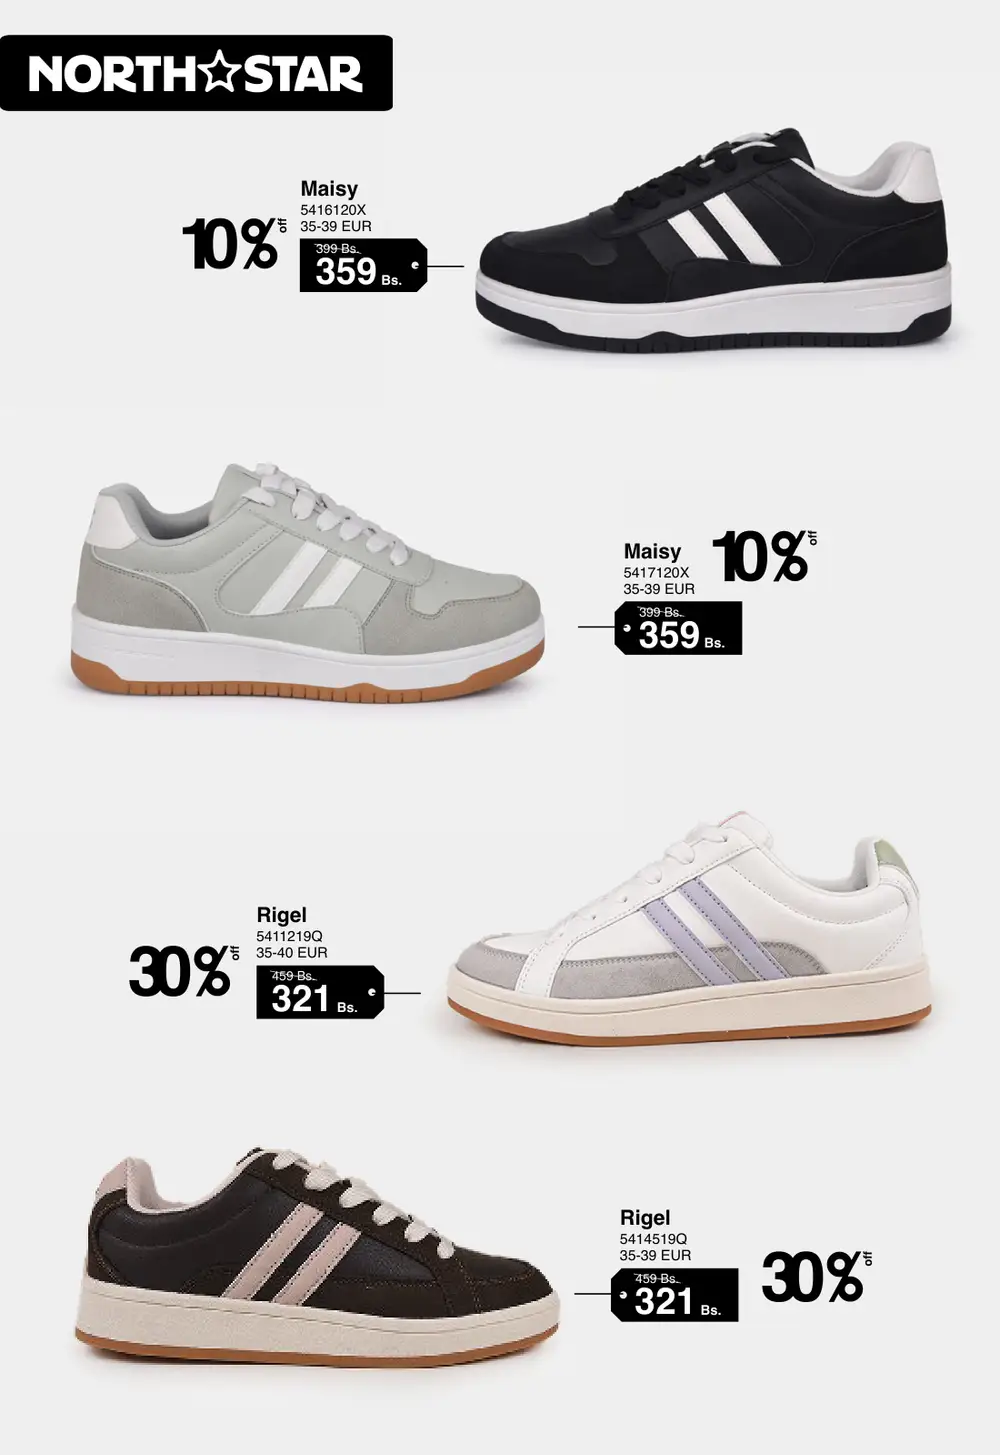 NORTH☆STAR
Maisy
5416120X
35-39 EUR
10% off
399 Bs.
359 Bs.
Maisy
5417120X
35-39 EUR
10% off
399 Bs.
359 Bs.
Rigel
5411219Q
35-40 EUR
30% off
459 Bs.
321 Bs.
Rigel
5414519Q
35-39 EUR
30% off
459 Bs.
321 Bs.